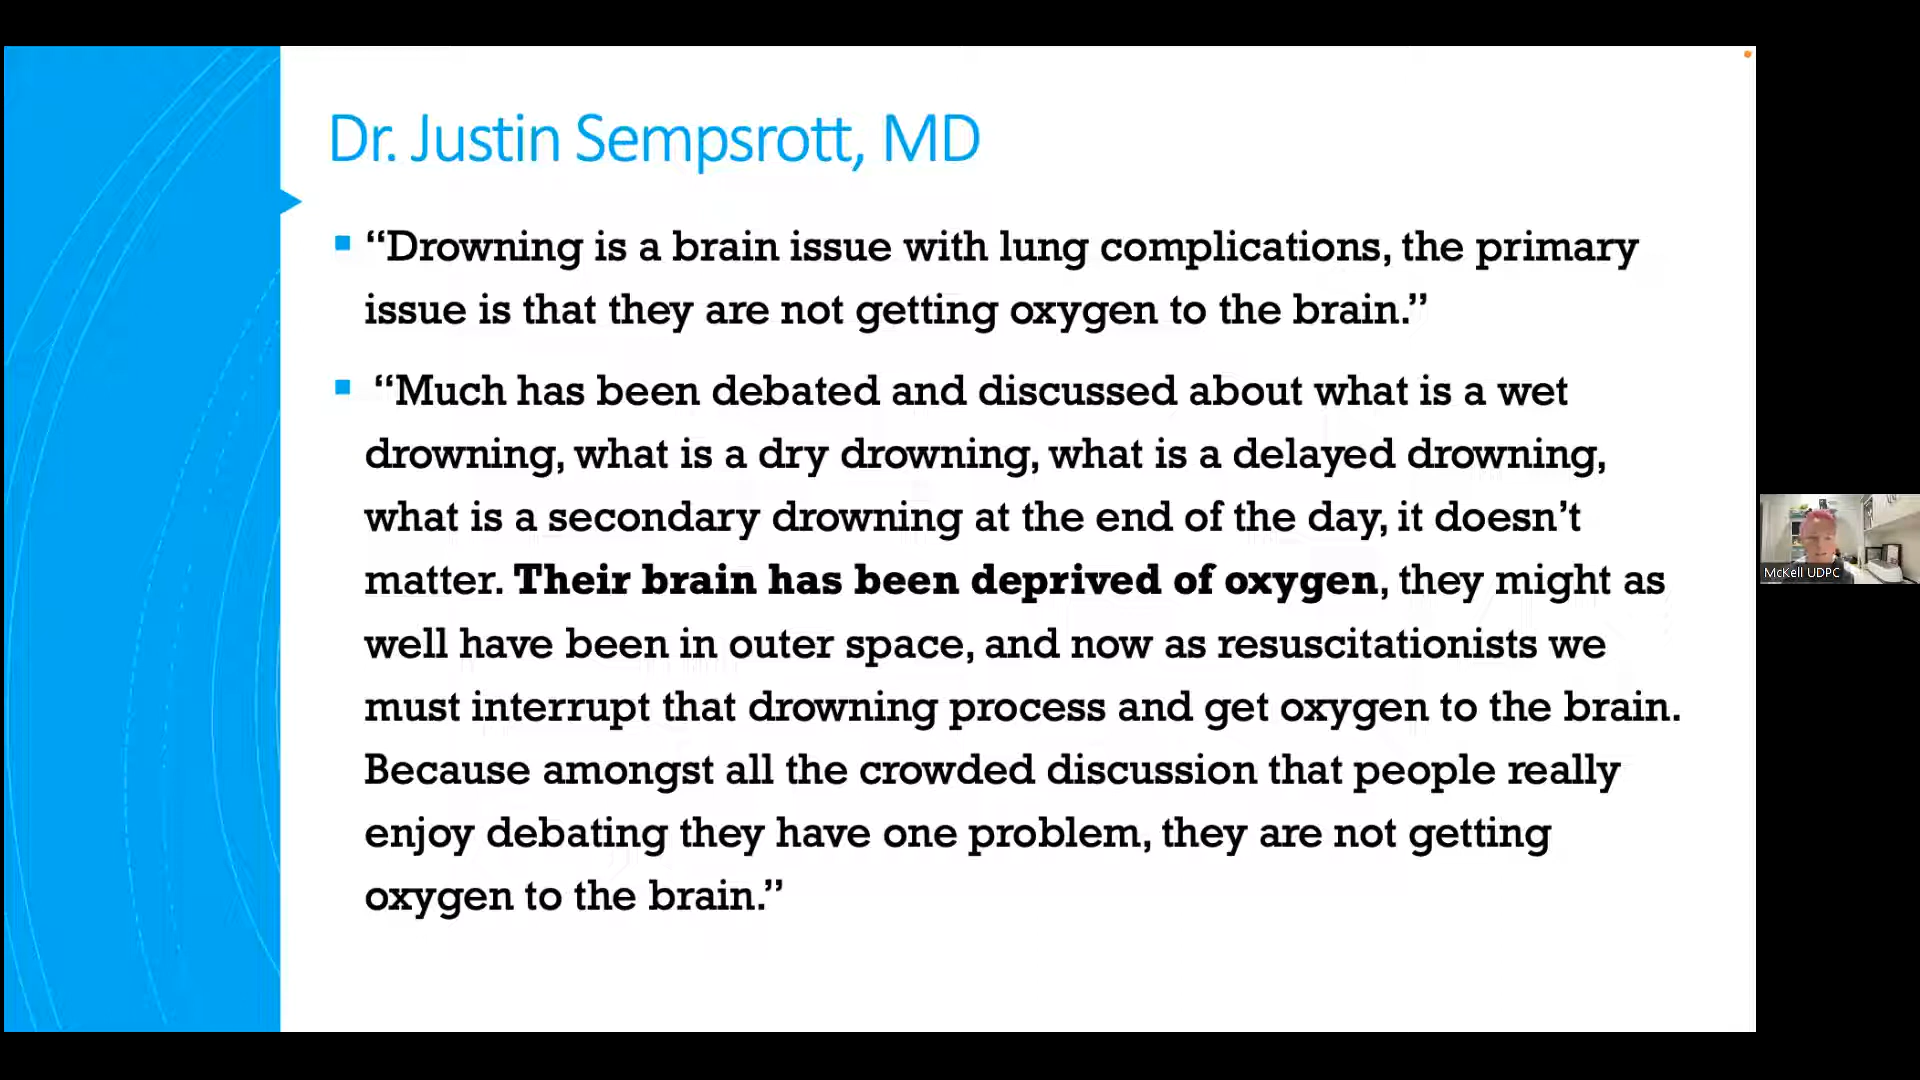 Dr. Justin Sempsrott, MD
“Drowning is a brain issue with lung complications, the primary
issue is that they are not getting oxygen to the brain.”
“Much has been debated and discussed about what is a wet
drowning, what is a dry drowning, what is a delayed drowning,
what is a secondary drowning at the end of the day, it doesn’t
matter. Their brain has been deprived of oxygen, they might as
well have been in outer space, and now as resuscitationists we
must interrupt that drowning process and get oxygen to the brain.
Because amongst all the crowded discussion that people really
enjoy debating they have one problem, they are not getting
oxygen to the brain.”
McKell UDPC